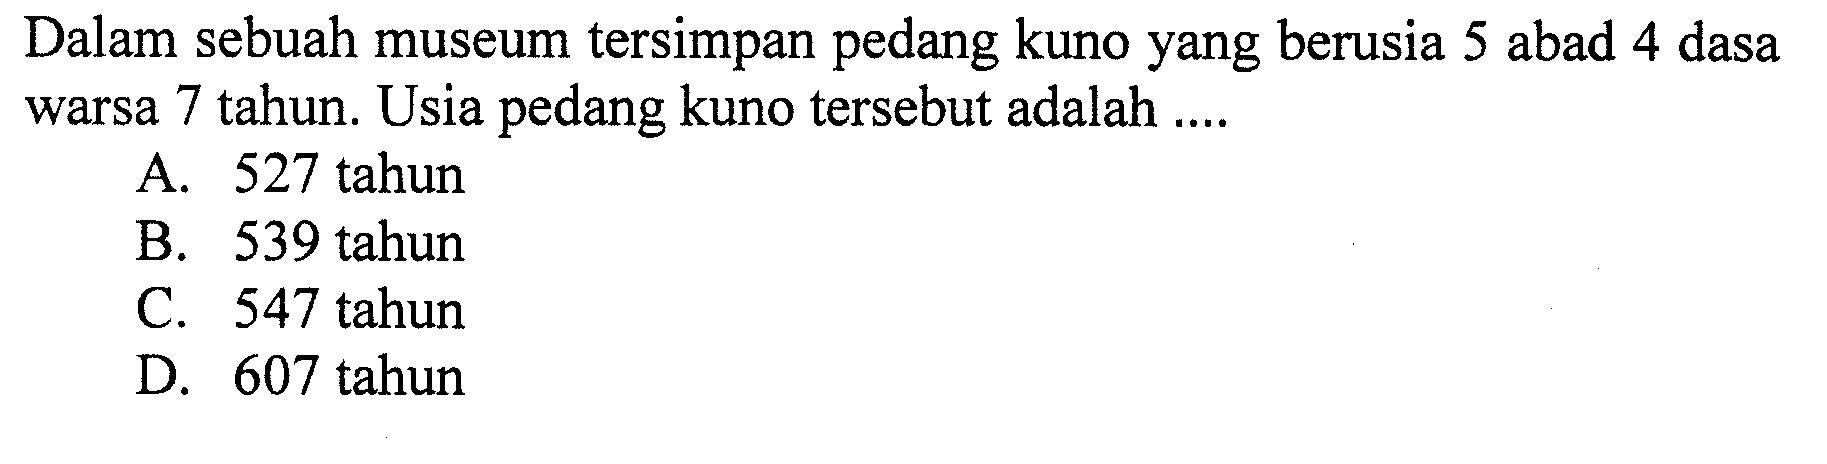 Dalam sebuah museum tersimpan pedang kuno yang berusia 5 abad 4 dasa
warsa 7 tahun. Usia pedang kuno tersebut adalah ....
A. 527 tahun
B. 539 tahun
C. 547 tahun
D. 607 tahun